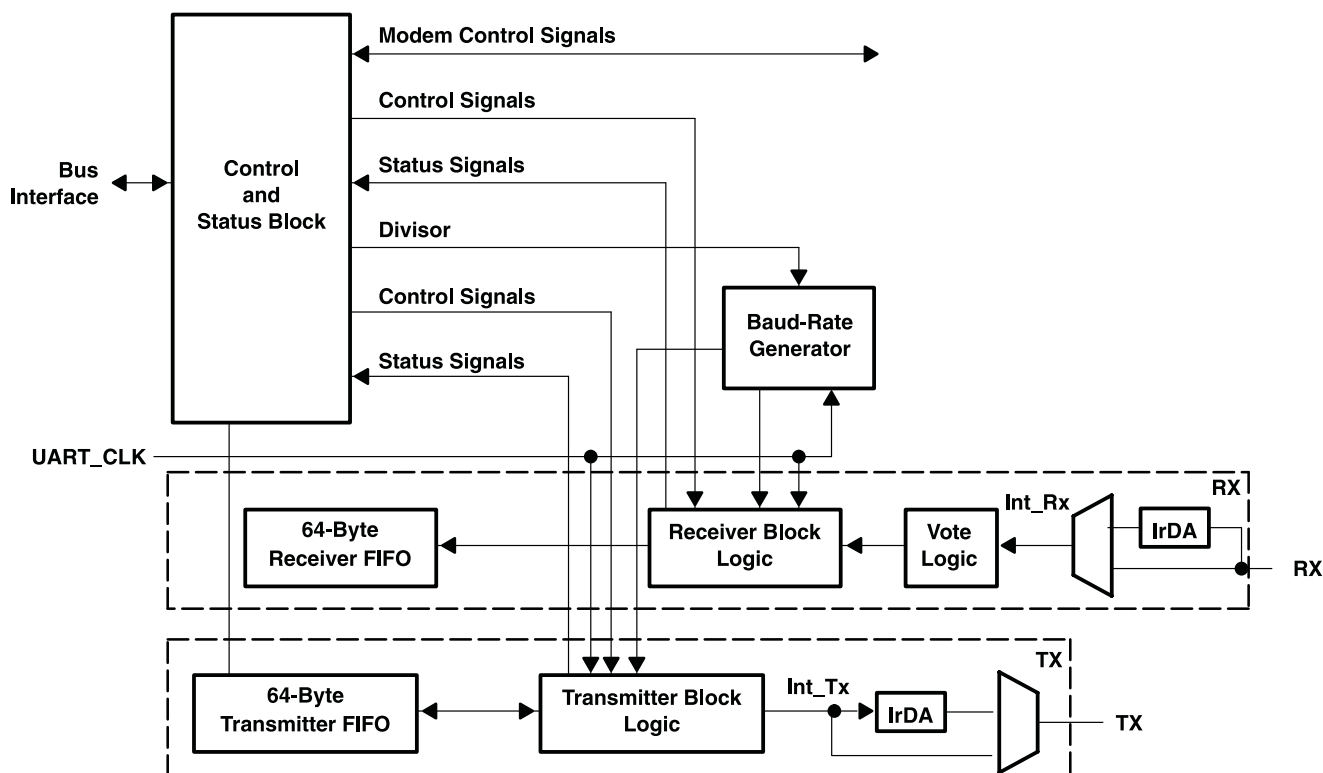 Modem Control Signals
Control Signals
Bus
Interface
Control
and
Status Block
Status Signals
Divisor
Control Signals
Baud-Rate
Generator
Status Signals
UART_CLK
RX
Int_Rx
64-Byte
Receiver FIFO
Receiver Block
Logic
Vote
Logic
IrDA
RX
TX
64-Byte
Transmitter FIFO
Transmitter Block
Logic
Int_Tx
IrDA
TX